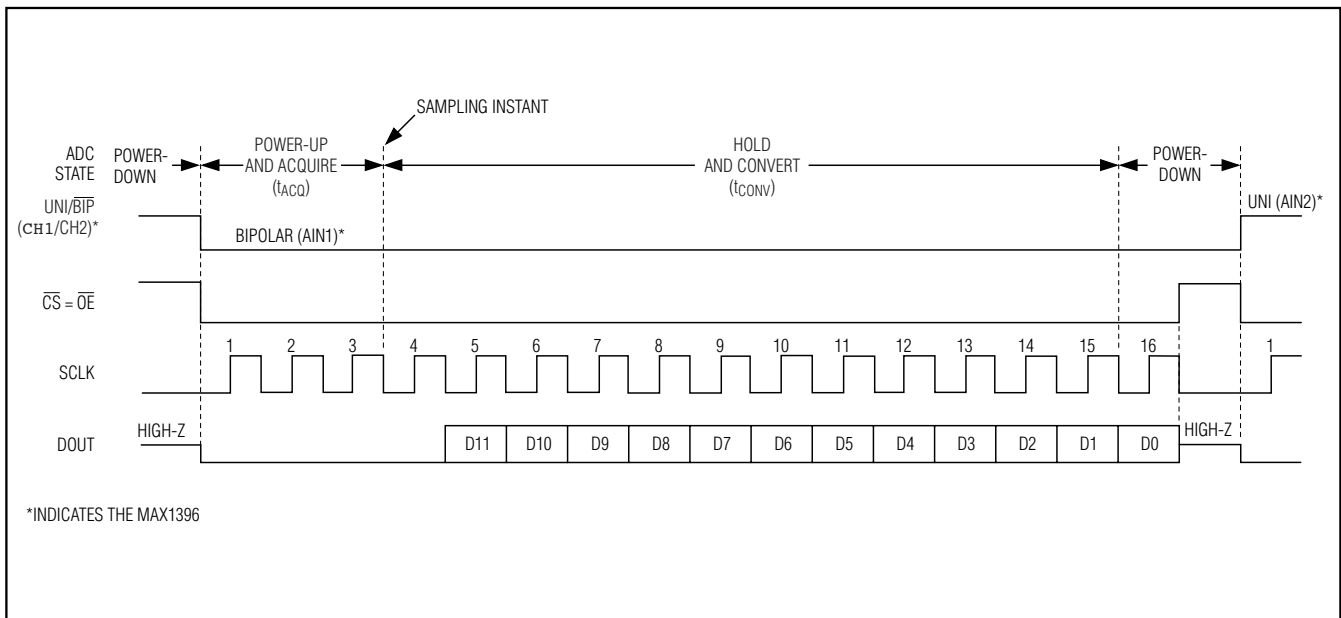 SAMPLING INSTANT
ADC STATE
POWER-DOWN
POWER-UP AND ACQUIRE (tACQ)
HOLD AND CONVERT (tCONV)
POWER-DOWN
UNI/BIP (CH1/CH2)*
BIPOLAR (AIN1)*
UNI (AIN2)*
CS = OE
SCLK
1 2 3 4 5 6 7 8 9 10 11 12 13 14 15 16 1
DOUT
HIGH-Z
D11 D10 D9 D8 D7 D6 D5 D4 D3 D2 D1 D0
HIGH-Z
*INDICATES THE MAX1396